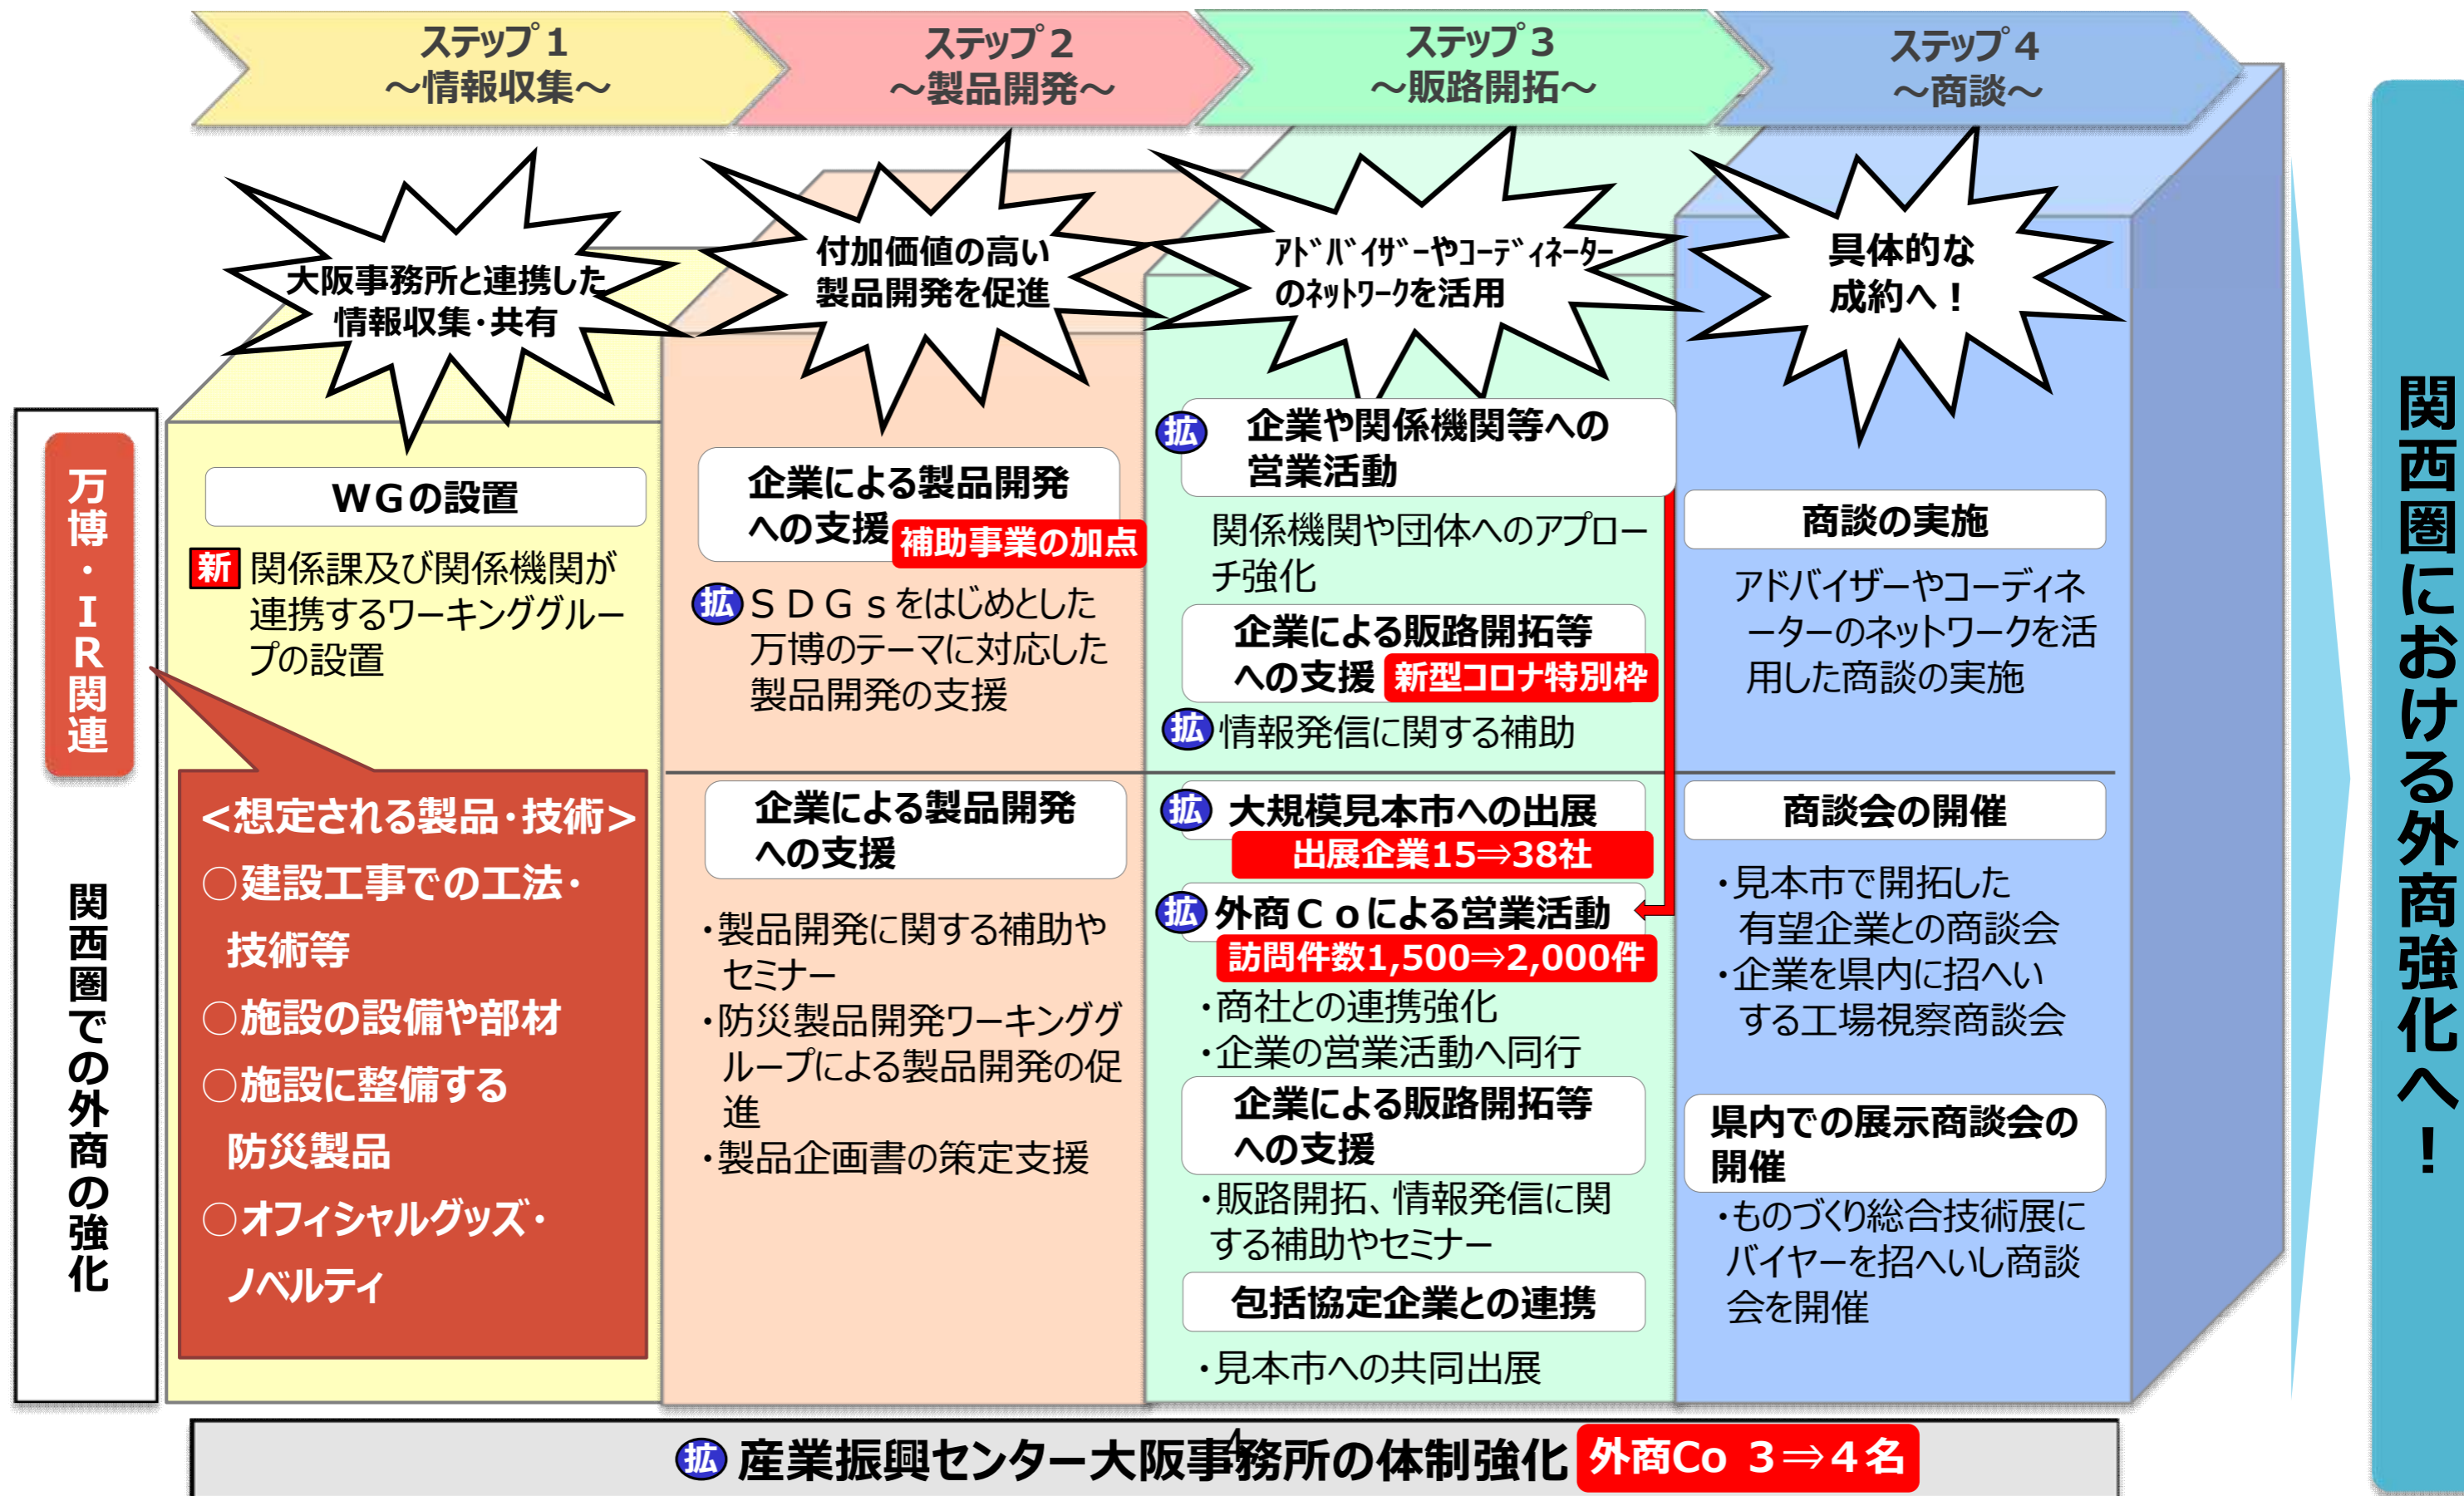 ステップ1
～情報収集～
ステップ2
～製品開発～
ステップ3
～販路開拓～
ステップ4
～商談～
大阪事務所と連携した
情報収集・共有
付加価値の高い
製品開発を促進
ｱﾄﾞﾊﾞｲｻﾞｰやｺｰﾃﾞｨﾈｰﾀｰ
のﾈｯﾄﾜｰｸを活用
具体的な
成約へ！
万博・IR関連
関西圏での外商の強化
WGの設置
新
関係課及び関係機関が
連携するワーキンググルー
プの設置
<想定される製品・技術>
○建設工事での工法・
技術等
○施設の設備や部材
○施設に整備する
防災製品
○オフィシャルグッズ・
ノベルティ
企業による製品開発
への支援
補助事業の加点
拡
ＳＤＧｓをはじめとした
万博のテーマに対応した
製品開発の支援
企業による製品開発
への支援
・製品開発に関する補助や
セミナー
・防災製品開発ワーキンググ
ループによる製品開発の促
進
・製品企画書の策定支援
拡
企業や関係機関等への
営業活動
関係機関や団体へのアプロー
チ強化
企業による販路開拓等
への支援
新型コロナ特別枠
拡
情報発信に関する補助
拡
大規模見本市への出展
出展企業15⇒38社
拡
外商Ｃｏによる営業活動
訪問件数1,500⇒2,000件
・商社との連携強化
・企業の営業活動へ同行
企業による販路開拓等
への支援
・販路開拓、情報発信に関
する補助やセミナー
包括協定企業との連携
・見本市への共同出展
商談の実施
アドバイザーやコーディネ
ーターのネットワークを活
用した商談の実施
商談会の開催
・見本市で開拓した
有望企業との商談会
・企業を県内に招へい
する工場視察商談会
県内での展示商談会の
開催
・ものづくり総合技術展に
バイヤーを招へいし商談
会を開催
拡
産業振興センター大阪事務所の体制強化
外商Co 3⇒4名
4
関西圏における外商強化へ！